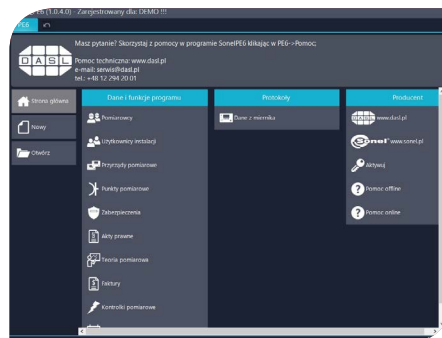 PE6 (1.0.4.0) - Zarejestrowany dla: DEMO !!!
PE6
Masz pytanie? Skorzystaj z pomocy w programie SonelPE6 klikając w PE6->Pomoc;
DASL
Pomoc techniczna: www.dasl.pl
e-mail: serwis@dasl.pl
tel.: +48 12 294 20 01
Strona główna
Nowy
Otwórz
Dane i funkcje programu
Pomiarowcy
Użytkownicy instalacji
Przyrządy pomiarowe
Punkty pomiarowe
Zabezpieczenia
Akty prawne
Teoria pomiarowa
Faktury
Kontrolki pomiarowe
Protokoły
Dane z miernika
Producent
DASL www.dasl.pl
Sonel www.sonel.pl
Aktywuj
Pomoc offline
Pomoc online